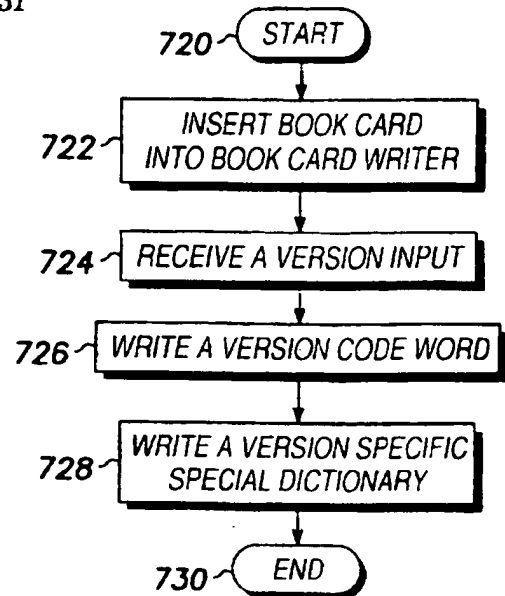 31
720 START
722 INSERT BOOK CARD
INTO BOOK CARD WRITER
724 RECEIVE A VERSION INPUT
726 WRITE A VERSION CODE WORD
728 WRITE A VERSION SPECIFIC
SPECIAL DICTIONARY
730 END